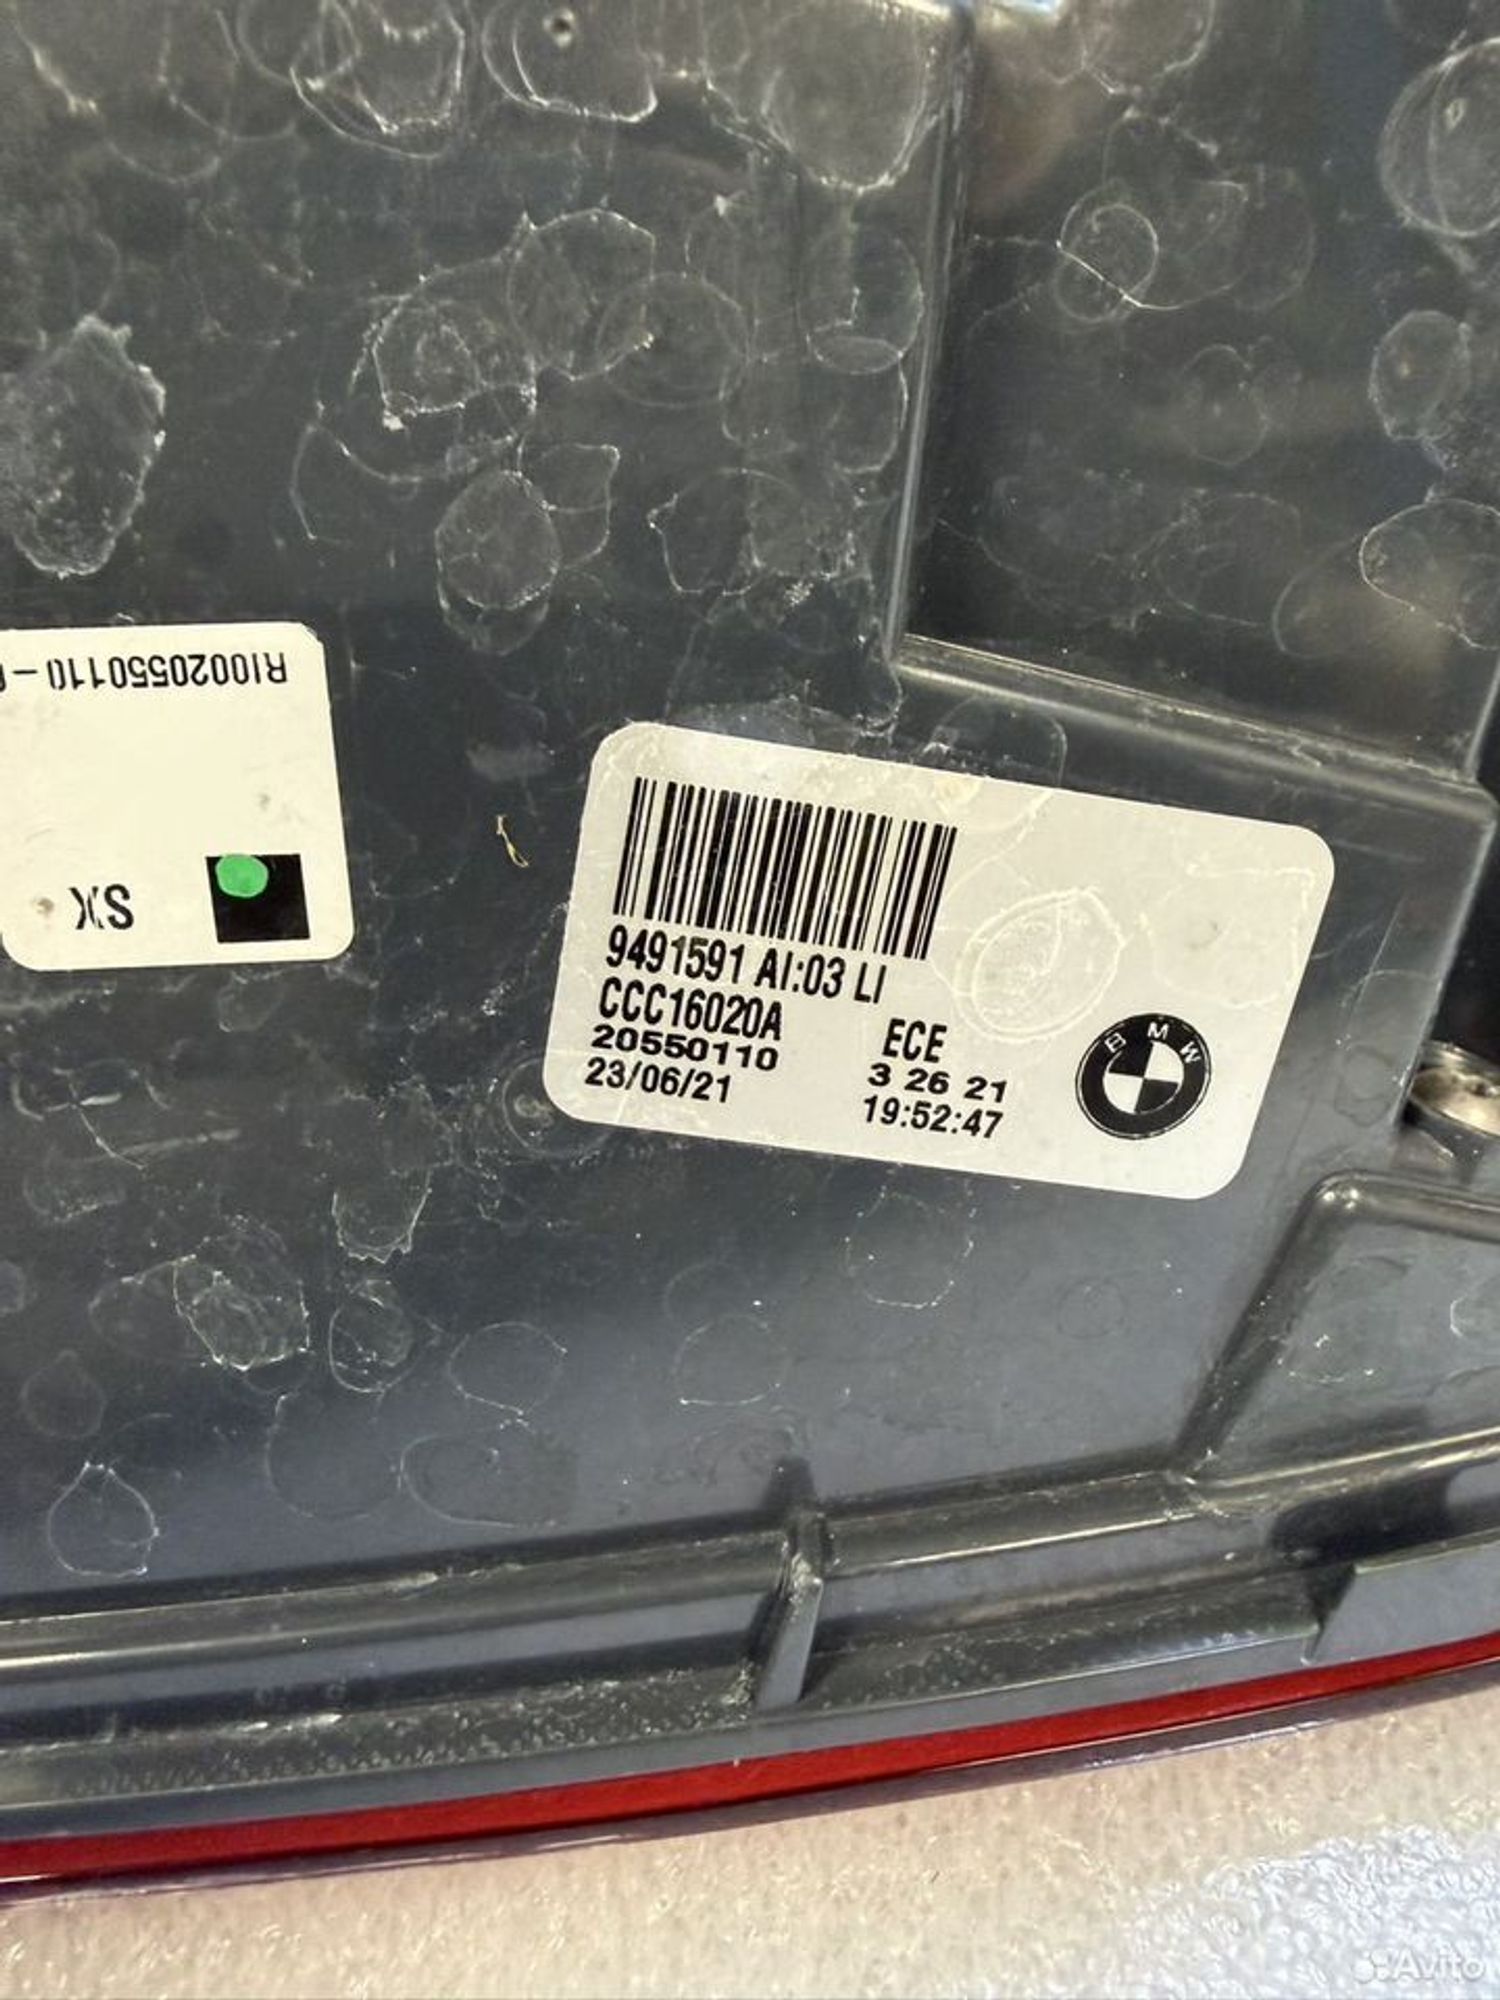 RI0020550110-
SX
9491591 AI:03 LI
CCC16020A
20550110
23/06/21
ECE
3 26 21
19:52:47
BMW
Avito